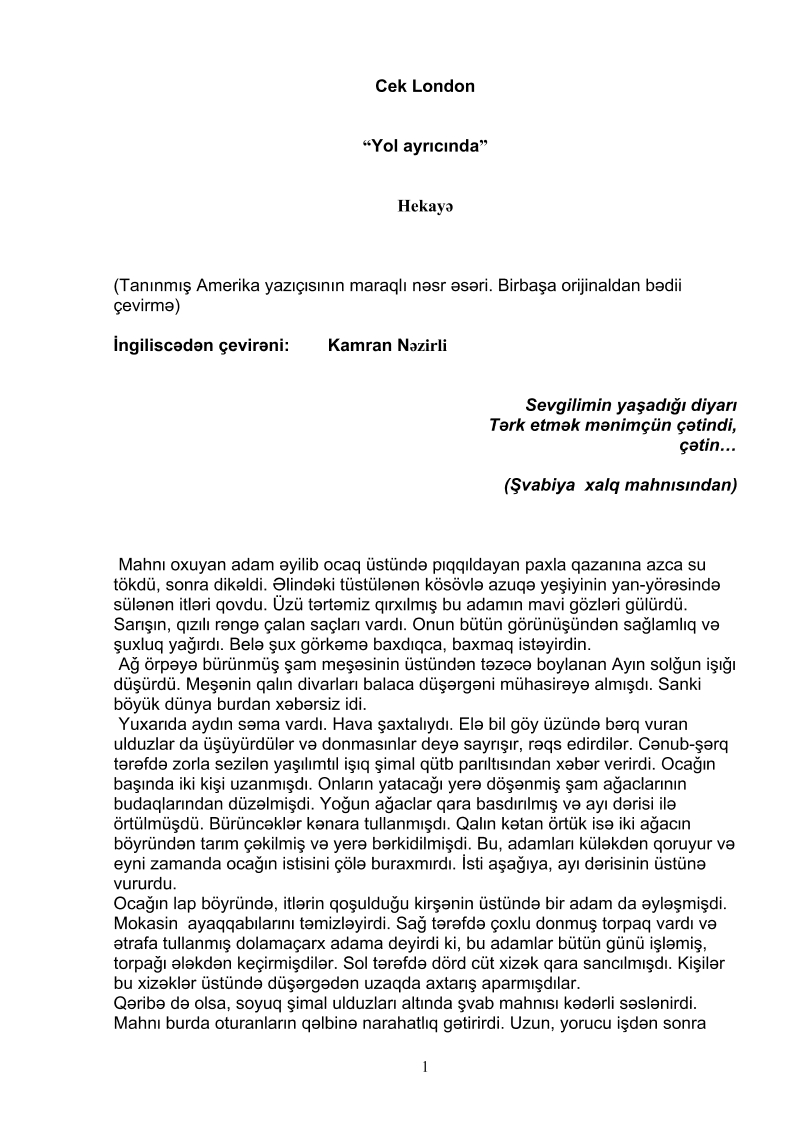 Cek London
“Yol ayrıcında”
Hekayə
(Tanınmış Amerika yazıçısının maraqlı nəsr əsəri. Birbaşa orijinaldan bədii
çevirmə)
İngiliscədən çevirəni: Kamran Nəzirli
Sevgilimin yaşadığı diyarı
Tərk etmək mənimçün çətindi,
çətin…
(Şvabiya xalq mahnısından)
Mahnı oxuyan adam əyilib ocaq üstündə pıqqıldayan paxla qazanına azca su
tökdü, sonra dikəldi. Əlindəki tüstülənən kösövlə azuqə yeşiyinin yan-yörəsində
sülənən itləri qovdu. Üzü tərtəmiz qırxılmış bu adamın mavi gözləri gülürdü.
Sarışın, qızılı rəngə çalan saçları vardı. Onun bütün görünüşündən sağlamlıq və
şuxluq yağırdı. Belə şux görkəmə baxdıqca, baxmaq istəyirdin.
Ağ örpəyə bürünmüş şam meşəsinin üstündən təzəcə boylanan Ayın solğun işığı
düşürdü. Meşənin qalın divarları balaca düşərgəni mühasirəyə almışdı. Sanki
böyük dünya burdan xəbərsiz idi.
Yuxarıda aydın səma vardı. Hava şaxtalıydı. Elə bil göy üzündə bərq vuran
ulduzlar da üşüyürdülər və donmasınlar deyə sayrışır, rəqs edirdilər. Cənub-şərq
tərəfdə zorla sezilən yaşılımtıl işıq şimal qütb parıltısından xəbər verirdi. Ocağın
başında iki kişi uzanmışdı. Onların yatacağı yerə döşənmiş şam ağaclarının
budaqlarından düzəlmişdi. Yoğun ağaclar qara basdırılmış və ayı dərisi ilə
örtülmüşdü. Bürüncəklər kənara tullanmışdı. Qalın kətan örtük isə iki ağacın
böyründən tarım çəkilmiş və yerə bərkidilmişdi. Bu, adamları küləkdən qoruyur və
eyni zamanda ocağın istisini çölə buraxmırdı. İsti aşağıya, ayı dərisinin üstünə
vururdu.
Ocağın lap böyründə, itlərin qoşulduğu kirşənin üstündə bir adam da əyləşmişdi.
Mokasin ayaqqabılarını təmizləyirdi. Sağ tərəfdə çoxlu donmuş torpaq vardı və
ətrafa tullanmış dolamaçarx adama deyirdi ki, bu adamlar bütün günü işləmiş,
torpağı ələkdən keçirmişdilər. Sol tərəfdə dörd cüt xizək qara sancılmışdı. Kişilər
bu xizəklər üstündə düşərgədən uzaqda axtarış aparmışdılar.
Qəribə də olsa, soyuq şimal ulduzları altında şvab mahnısı kədərli səslənirdi.
Mahnı burda oturanların qəlbinə narahatlıq gətirirdi. Uzun, yorucu işdən sonra
1